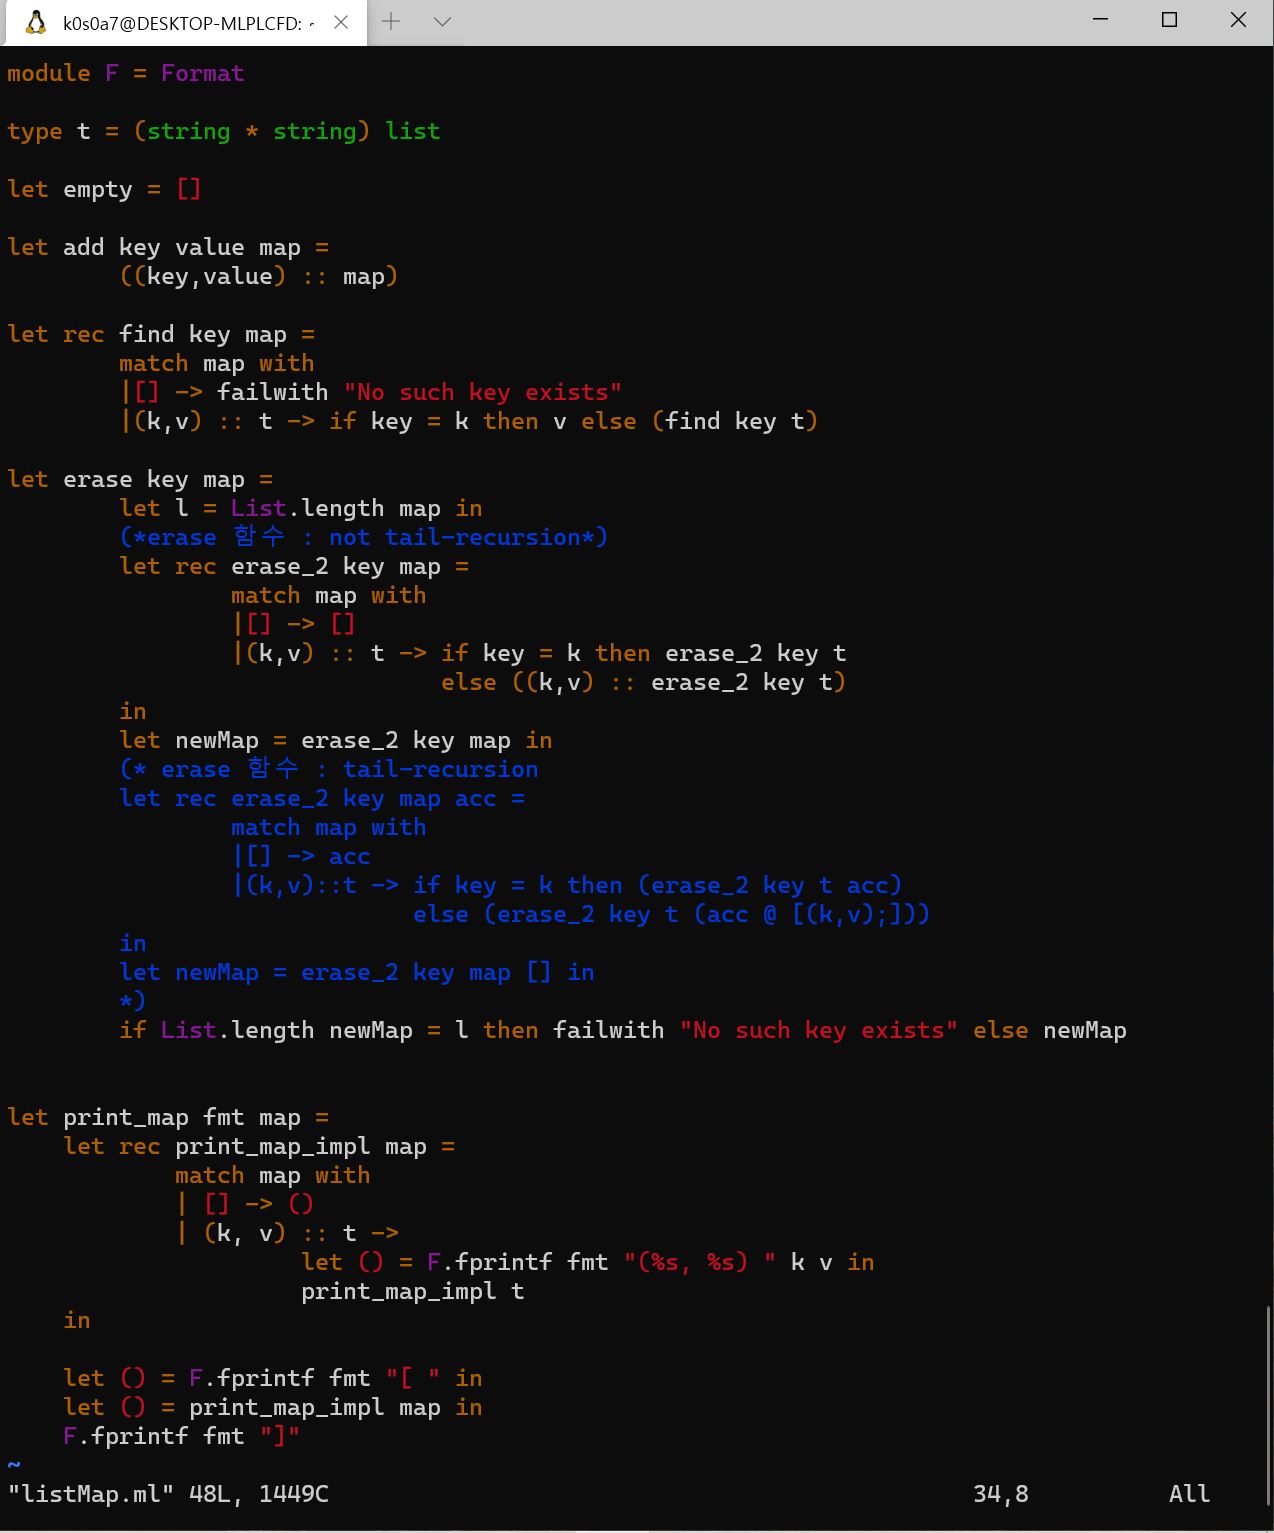 k0s0a7@DESKTOP-MLPLCFD: ~
module F = Format
type t = (string * string) list
let empty = []
let add key value map =
((key,value) :: map)
let rec find key map =
match map with
|[] -> failwith "No such key exists"
|(k,v) :: t -> if key = k then v else (find key t)
let erase key map =
let l = List.length map in
(*erase 함수 : not tail-recursion*)
let rec erase_2 key map =
match map with
|[] -> []
|(k,v) :: t -> if key = k then erase_2 key t
else ((k,v) :: erase_2 key t)
in
let newMap = erase_2 key map in
(* erase 함수 : tail-recursion
let rec erase_2 key map acc =
match map with
|[] -> acc
|(k,v)::t -> if key = k then (erase_2 key t acc)
else (erase_2 key t (acc @ [(k,v);]))
in
let newMap = erase_2 key map [] in
*)
if List.length newMap = l then failwith "No such key exists" else newMap
let print_map fmt map =
let rec print_map_impl map =
match map with
| [] -> ()
| (k, v) :: t ->
let () = F.fprintf fmt "(%s, %s) " k v in
print_map_impl t
in
let () = F.fprintf fmt "[ " in
let () = print_map_impl map in
F.fprintf fmt "]"
~
"listMap.ml" 48L, 1449C 34,8 All